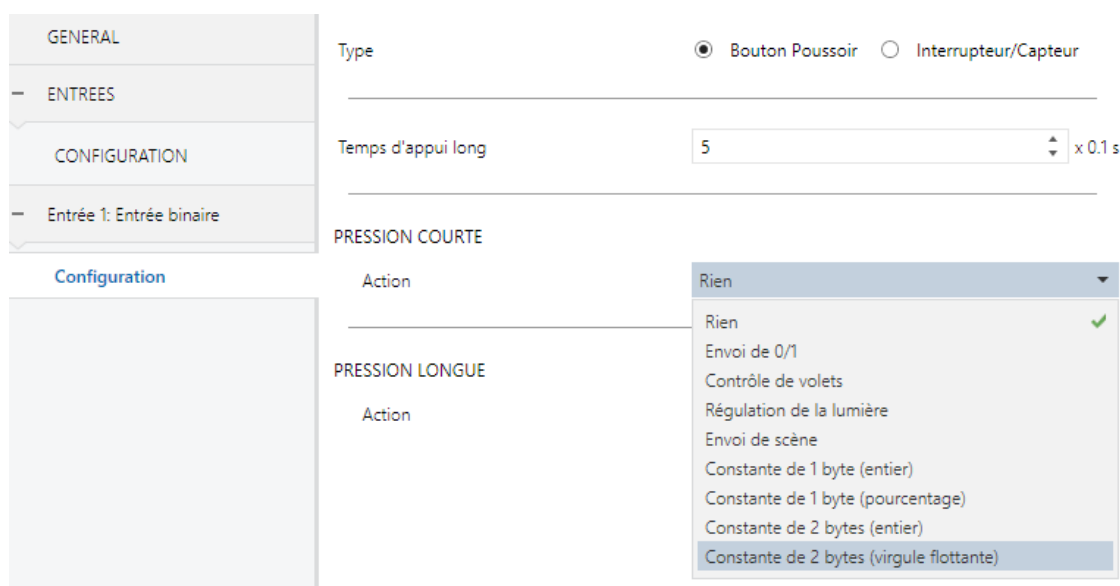 GENERAL
ENTREES
CONFIGURATION
Entrée 1: Entrée binaire
Configuration
Type
Bouton Poussoir
Interrupteur/Capteur
Temps d'appui long
5
x 0.1 s
PRESSION COURTE
Action
Rien
Rien
Envoi de 0/1
Contrôle de volets
Régulation de la lumière
Envoi de scène
Constante de 1 byte (entier)
Constante de 1 byte (pourcentage)
Constante de 2 bytes (entier)
Constante de 2 bytes (virgule flottante)
PRESSION LONGUE
Action